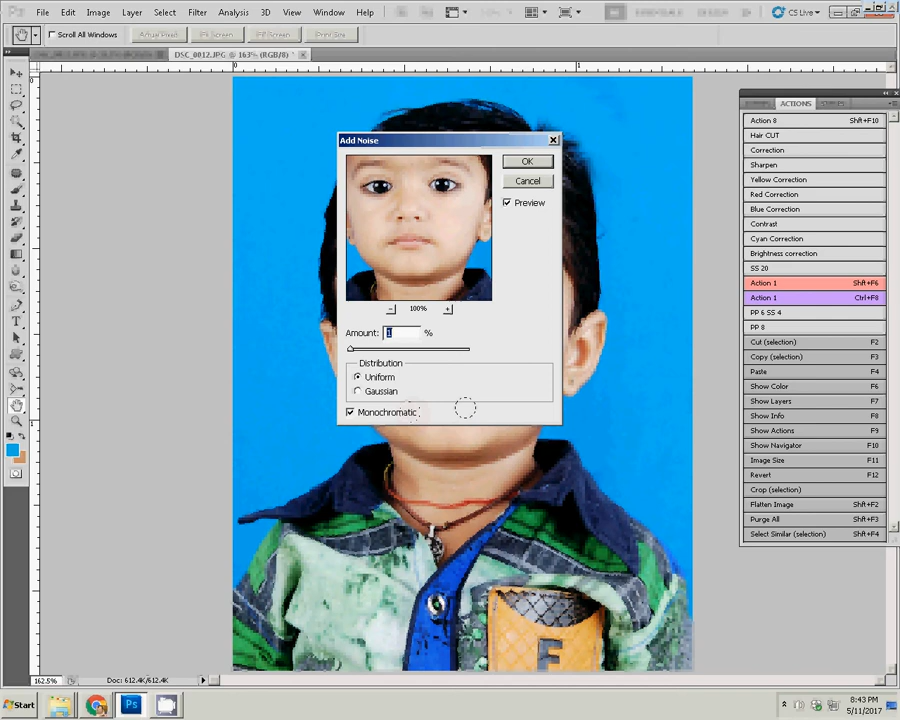 Ps File Edit Image Layer Select Filter Analysis 3D View Window Help CS Live
Scroll All Windows Actual Pixels Fit Screen Fill Screen Print Size
DSC_0012.JPG @ 163% (RGB/8) *
0 1
ACTIONS
Action 8 Shft+F10
Hair CUT
Correction
Sharpen
Yellow Correction
Red Correction
Blue Correction
Contrast
Cyan Correction
Brightness correction
SS 20
Action 1 Shft+F6
Action 1 Ctrl+F8
PP 6 SS 4
PP 8
Cut (selection) F2
Copy (selection) F3
Paste F4
Show Color F6
Show Layers F7
Show Info F8
Show Actions F9
Show Navigator F10
Image Size F11
Revert F12
Crop (selection)
Flatten Image Shft+F2
Purge All Shft+F3
Select Similar (selection) Shft+F4
Add Noise
OK
Cancel
Preview
100%
Amount: 1 %
Distribution
Uniform
Gaussian
Monochromatic
F
162.5% Doc: 612.4K/612.4K
Start Ps
8:43 PM
5/11/2017